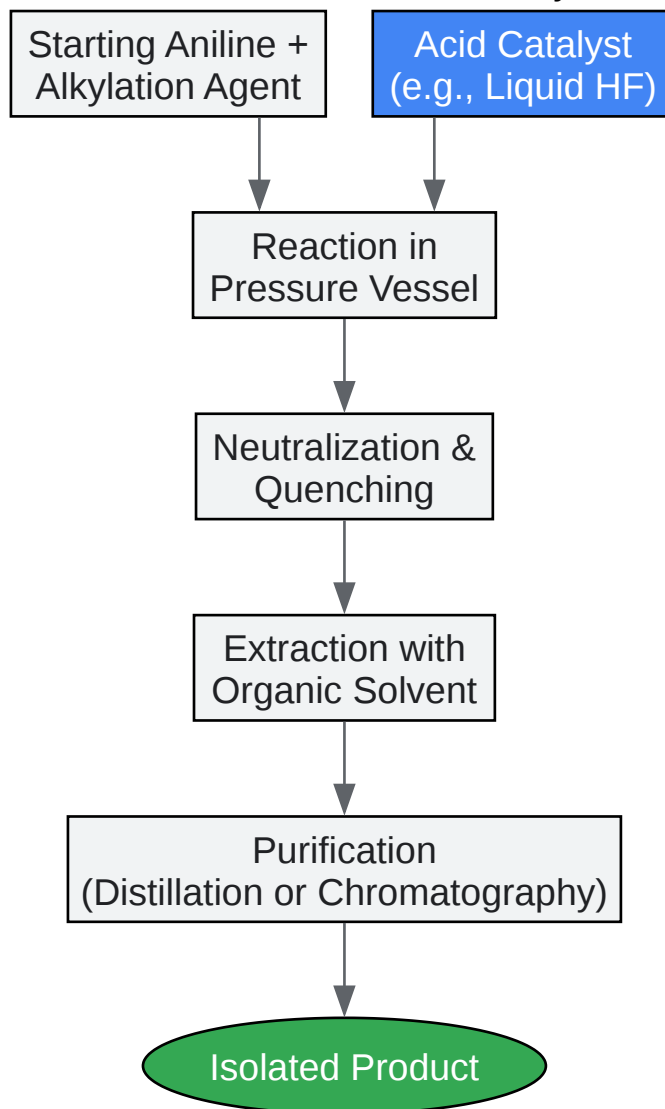 Starting Aniline +
Alkylation Agent
Acid Catalyst
(e.g., Liquid HF)
Reaction in
Pressure Vessel
Neutralization &
Quenching
Extraction with
Organic Solvent
Purification
(Distillation or Chromatography)
Isolated Product